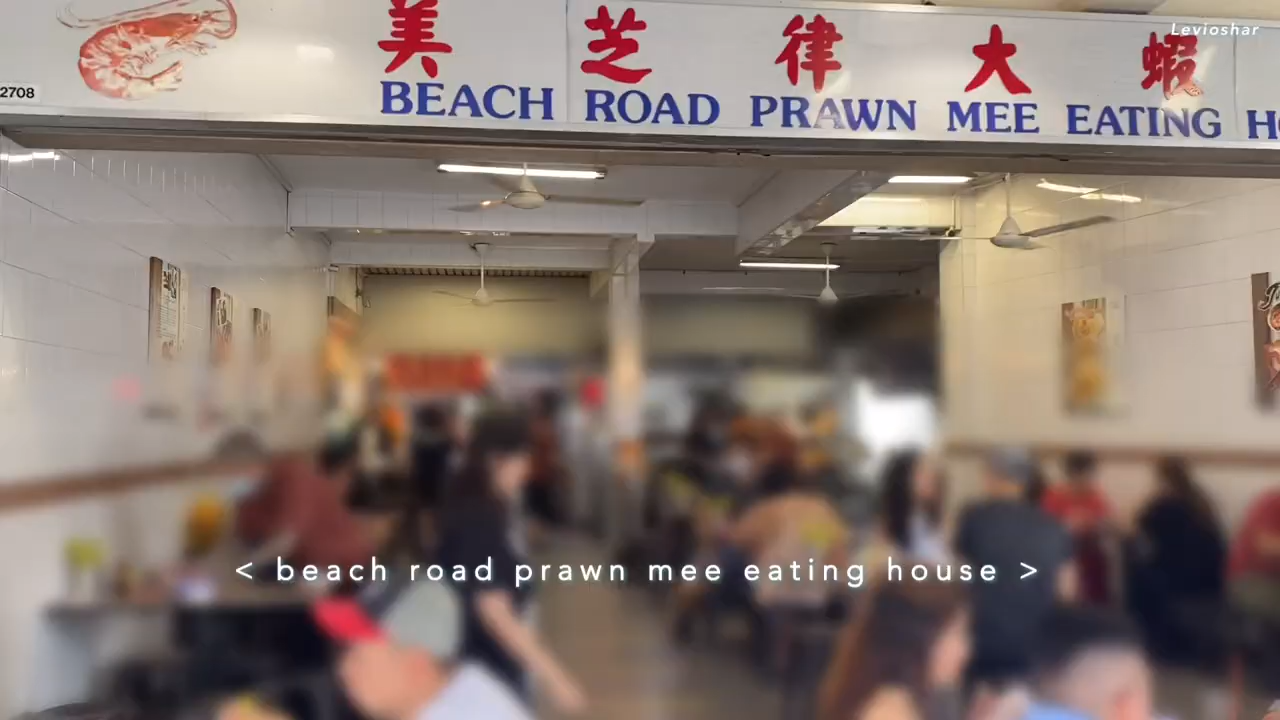 Levioshar
美芝律大蝦
2708
BEACH ROAD PRAWN MEE EATING
< beach road prawn mee eating house >